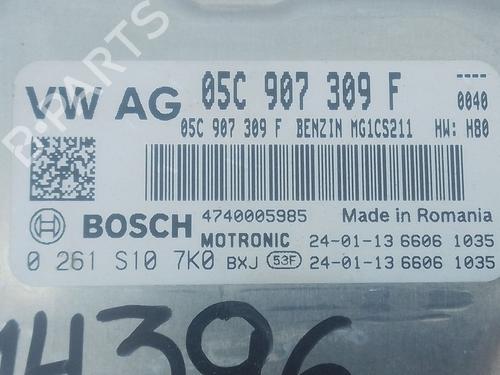 B-PARTS
VW AG 05C 907 309 F
0040
05C 907 309 F BENZIN MG1CS211 HW: H80
BOSCH 4740005985 Made in Romania
MOTRONIC 24-01-13 6606 1035
0 261 S10 7K0 BXJ 53F 24-01-13 6606 1035
14396